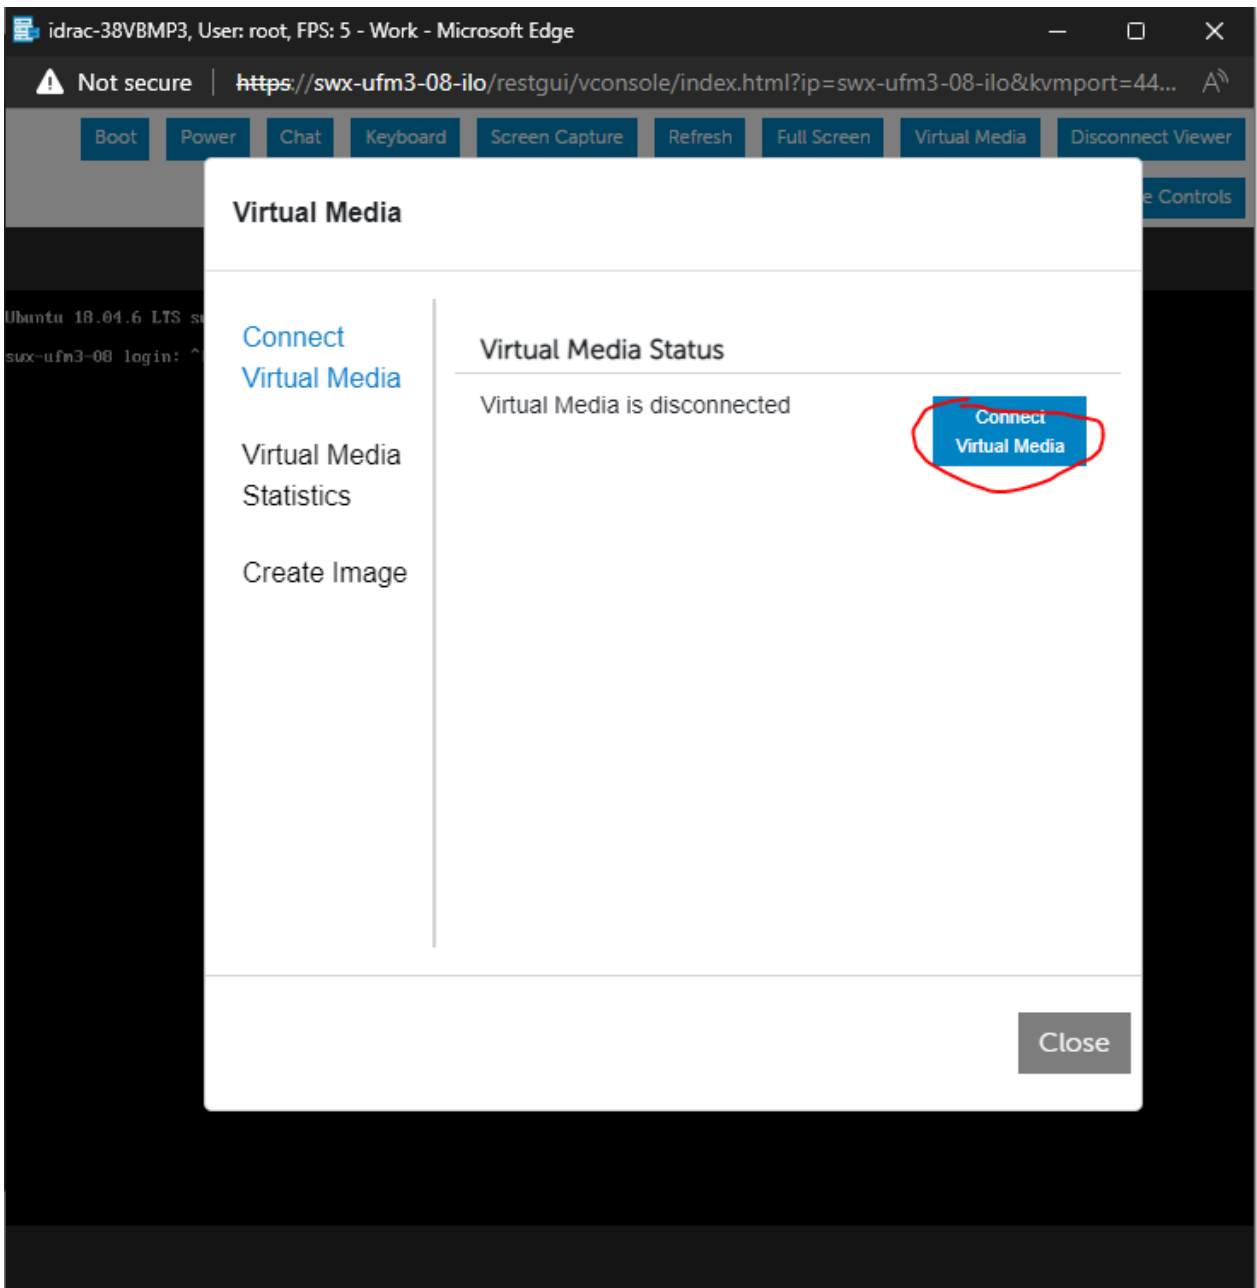 idrac-38VBMP3, User: root, FPS: 5 - Work - Microsoft Edge
Not secure | https://swx-ufm3-08-ilo/restgui/vconsole/index.html?ip=swx-ufm3-08-ilo&kvmport=44...
Boot Power Chat Keyboard Screen Capture Refresh Full Screen Virtual Media Disconnect Viewer
e Controls
Virtual Media
Ubuntu 18.04.6 LTS
swx-ufm3-08 login: ^
Connect
Virtual Media
Virtual Media
Statistics
Create Image
Virtual Media Status
Virtual Media is disconnected
Connect
Virtual Media
Close